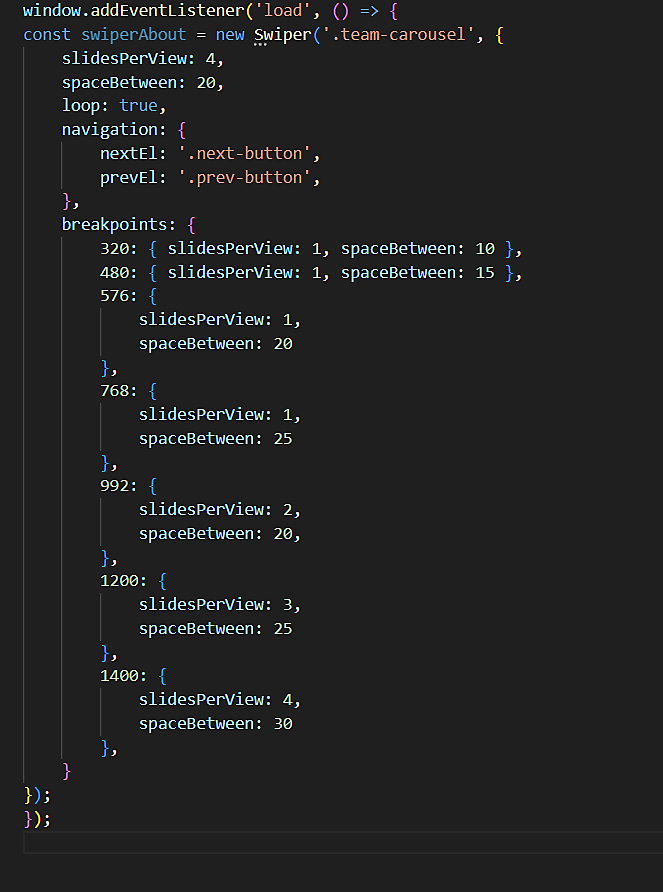 window.addEventListener('load', () => {
const swiperAbout = new Swiper('.team-carousel', {
    slidesPerView: 4,
    spaceBetween: 20,
    loop: true,
    navigation: {
        nextEl: '.next-button',
        prevEl: '.prev-button',
    },
    breakpoints: {
        320: { slidesPerView: 1, spaceBetween: 10 },
        480: { slidesPerView: 1, spaceBetween: 15 },
        576: {
            slidesPerView: 1,
            spaceBetween: 20
        },
        768: {
            slidesPerView: 1,
            spaceBetween: 25
        },
        992: {
            slidesPerView: 2,
            spaceBetween: 20,
        },
        1200: {
            slidesPerView: 3,
            spaceBetween: 25
        },
        1400: {
            slidesPerView: 4,
            spaceBetween: 30
        },
    }
});
});